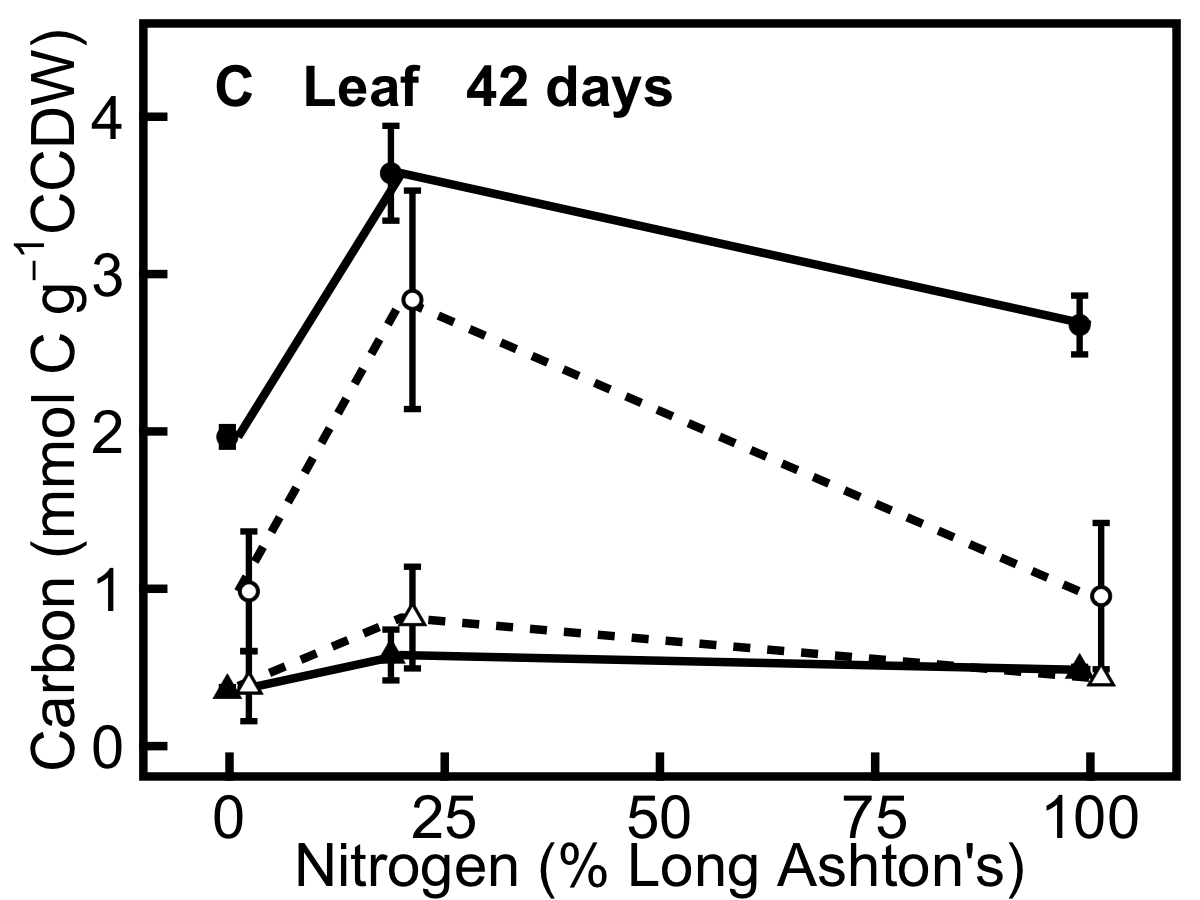 C Leaf 42 days
Carbon (mmol C g⁻¹CCDW)
4
3
2
1
0
0 25 50 75 100
Nitrogen (% Long Ashton's)